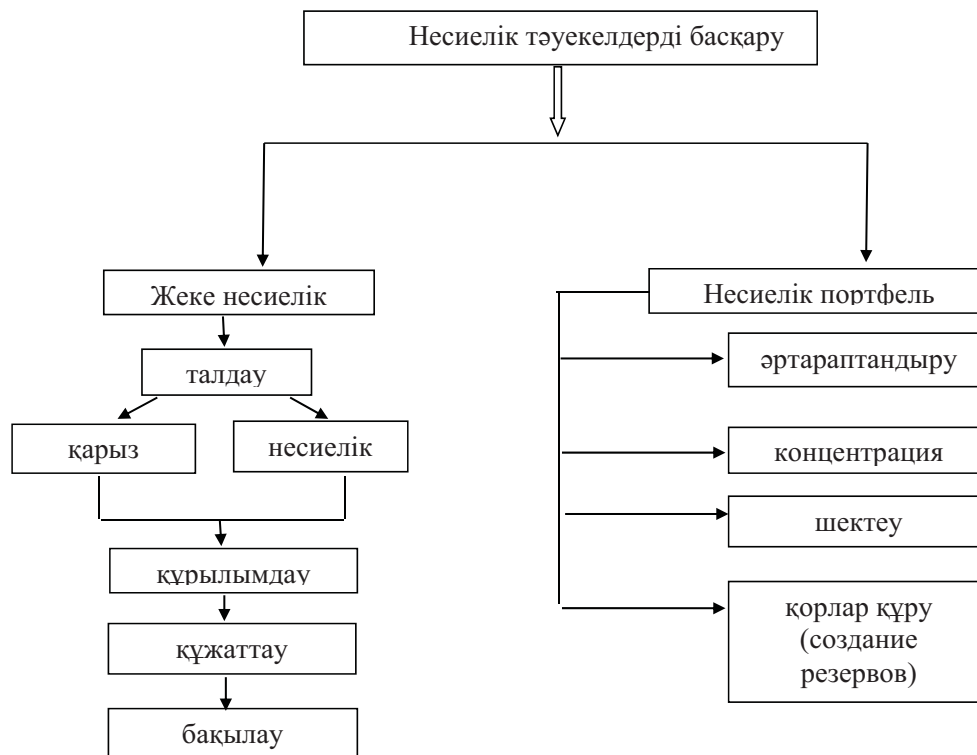 Несиелік тәуекелдерді басқару
Жеке несиелік
талдау
қарыз
несиелік
құрылымдау
құжаттау
бақылау
Несиелік портфель
әртараптандыру
концентрация
шектеу
қорлар құру
(создание
резервов)